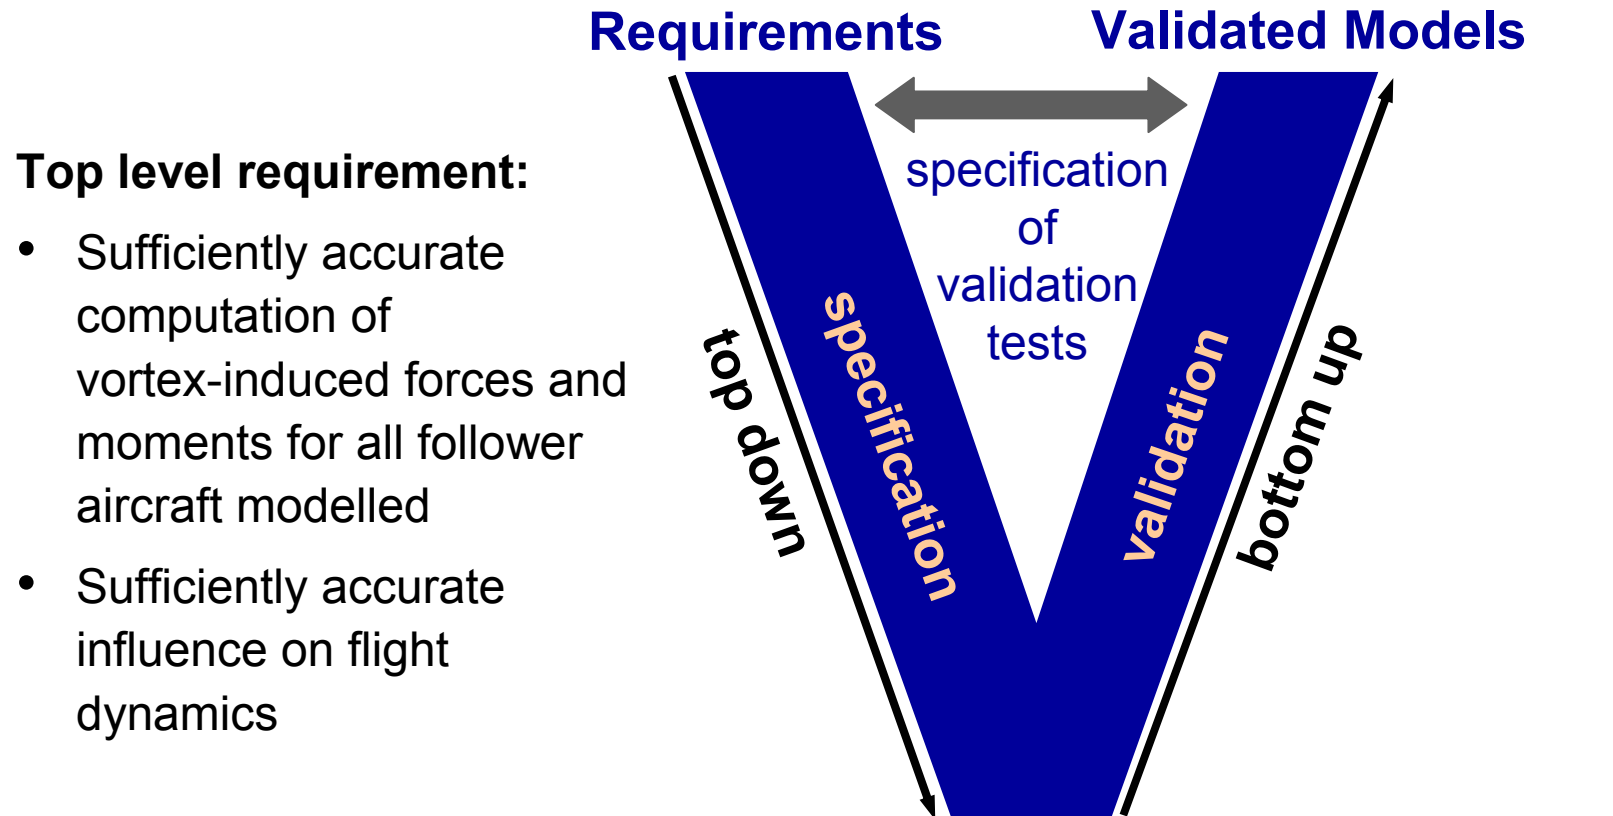 Requirements
Validated Models
Top level requirement:
• Sufficiently accurate
computation of
vortex-induced forces and
moments for all follower
aircraft modelled
• Sufficiently accurate
influence on flight
dynamics
top down
specification
specification
of
validation
tests
validation
bottom up